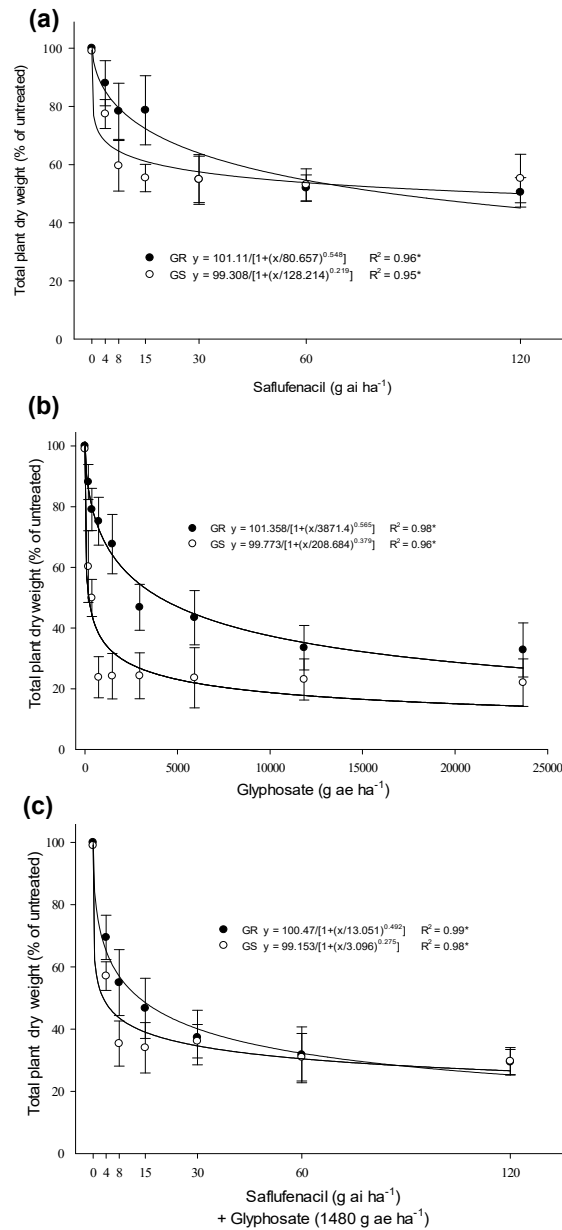 (a)
Total plant dry weight (% of untreated)
100
80
60
40
20
0
GR y = 101.11/[1+(x/80.657)^0.548] R² = 0.96*
GS y = 99.308/[1+(x/128.214)^0.219] R² = 0.95*
0 4 8 15 30 60 120
Saflufenacil (g ai ha⁻¹)
(b)
Total plant dry weight (% of untreated)
100
80
60
40
20
0
GR y = 101.358/[1+(x/3871.4)^0.565] R² = 0.98*
GS y = 99.773/[1+(x/208.684)^0.379] R² = 0.96*
0 5000 10000 15000 20000 25000
Glyphosate (g ae ha⁻¹)
(c)
Total plant dry weight (% of untreated)
100
80
60
40
20
0
GR y = 100.47/[1+(x/13.051)^0.492] R² = 0.99*
GS y = 99.153/[1+(x/3.096)^0.275] R² = 0.98*
0 4 8 15 30 60 120
Saflufenacil (g ai ha⁻¹)
+ Glyphosate (1480 g ae ha⁻¹)